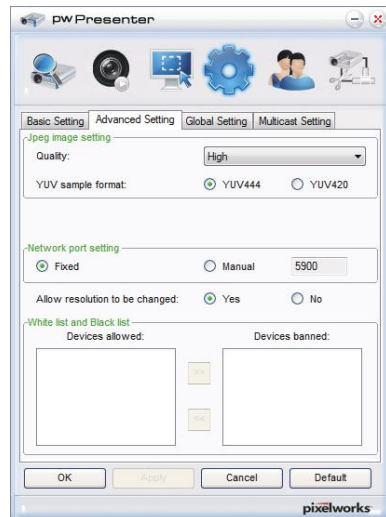 pwPresenter
Basic Setting Advanced Setting Global Setting Multicast Setting
Jpeg image setting
Quality: High
YUV sample format: YUV444 YUV420
Network port setting
Fixed Manual 5900
Allow resolution to be changed: Yes No
White list and Black list
Devices allowed: Devices banned:
>>
<<
OK Apply Cancel Default
pixelworks